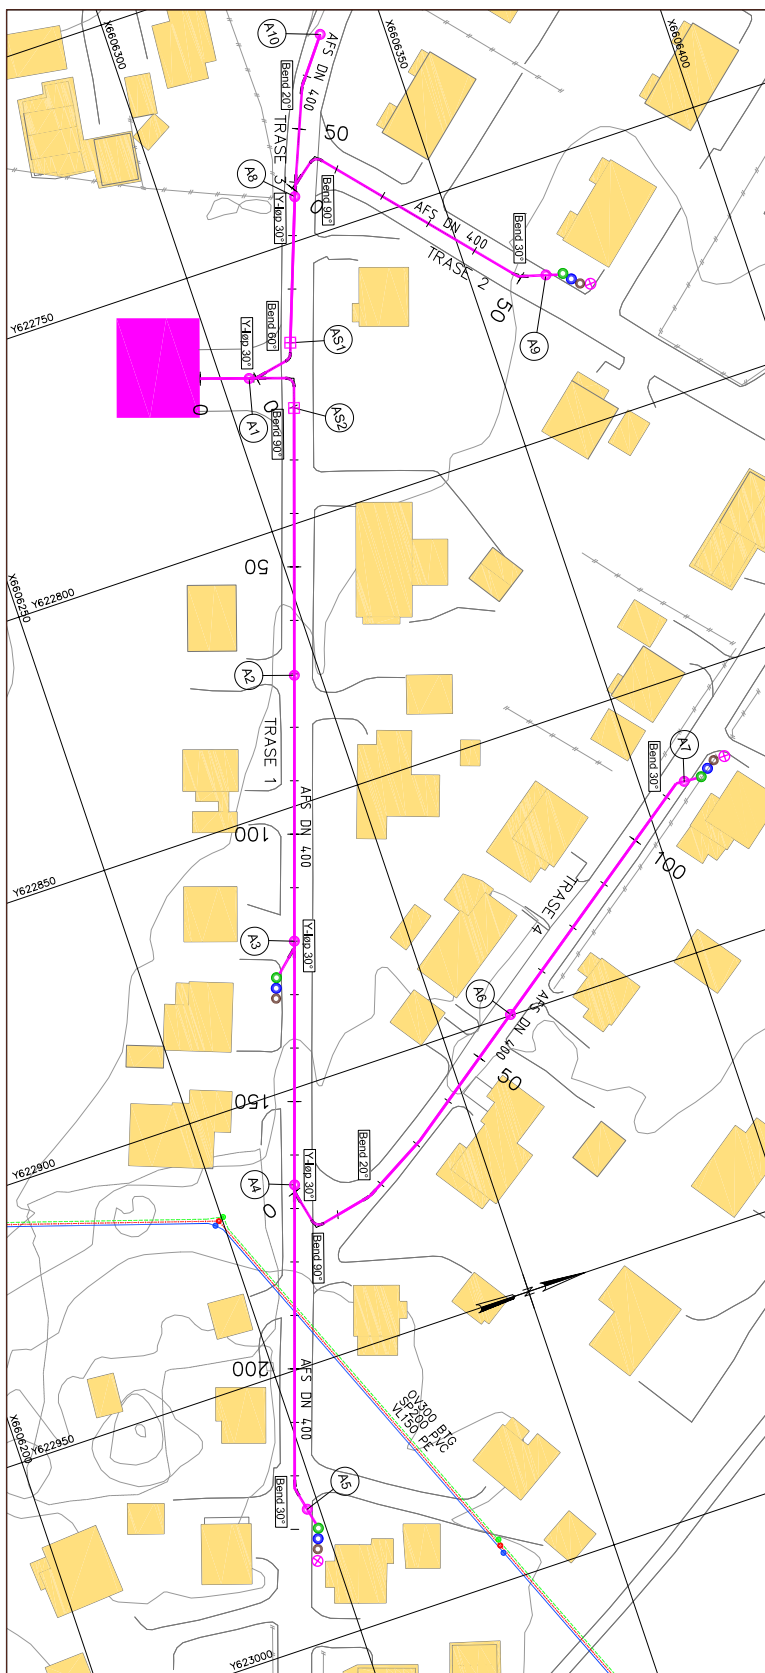 X6606300
X6606350
X6606400
A10
AFS DN 400
Bend 20°
50
TRASE 3
A8
0
Bend 90°
Y-løp 30°
AFS DN 400
TRASE 2
Bend 30°
50
A9
Y622750
Bend 60°
AS1
Y-løp 30°
0
0
A1
Bend 90°
AS2
50
X6606250
Y622800
A2
TRASE 1
A7
Bend 30°
AFS DN 400
100
100
Y622850
TRASE 4
A3
Y-løp 30°
A6
AFS DN 400
50
150
Y622900
A4
Y-løp 30°
0
Bend 20°
Bend 90°
N
200
AFS DN 400
OV300 BTG
SP200 PVC
VL150 PE
X6606200
Y622950
A5
Bend 30°
Y623000